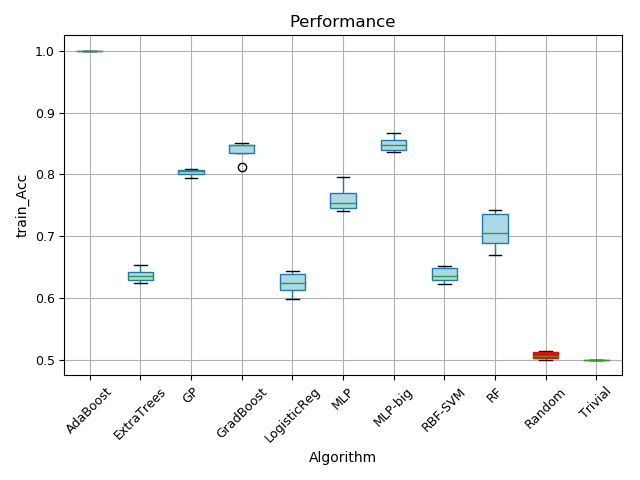 Performance
train_Acc
1.0
0.9
0.8
0.7
0.6
0.5
AdaBoost
ExtraTrees
GP
GradBoost
LogisticReg
MLP
MLP-big
RBF-SVM
RF
Random
Trivial
Algorithm